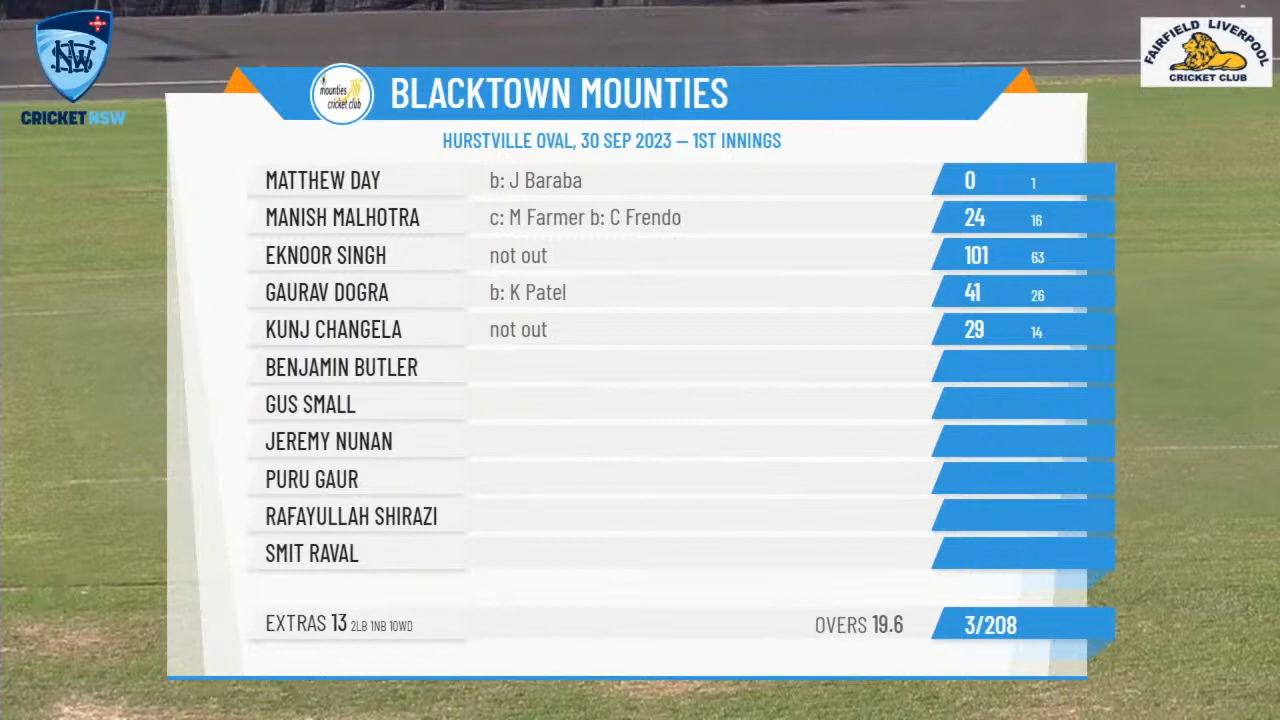 NSW
CRICKET NSW
FAIRFIELD LIVERPOOL
CRICKET CLUB
mounties
cricket club
BLACKTOWN MOUNTIES
HURSTVILLE OVAL, 30 SEP 2023 – 1ST INNINGS
MATTHEW DAY b: J Baraba 0 1
MANISH MALHOTRA c: M Farmer b: C Frendo 24 16
EKNOOR SINGH not out 101 63
GAURAV DOGRA b: K Patel 41 26
KUNJ CHANGELA not out 29 14
BENJAMIN BUTLER
GUS SMALL
JEREMY NUNAN
PURU GAUR
RAFAYULLAH SHIRAZI
SMIT RAVAL
EXTRAS 13 2LB 1NB 10WD OVERS 19.6 3/208